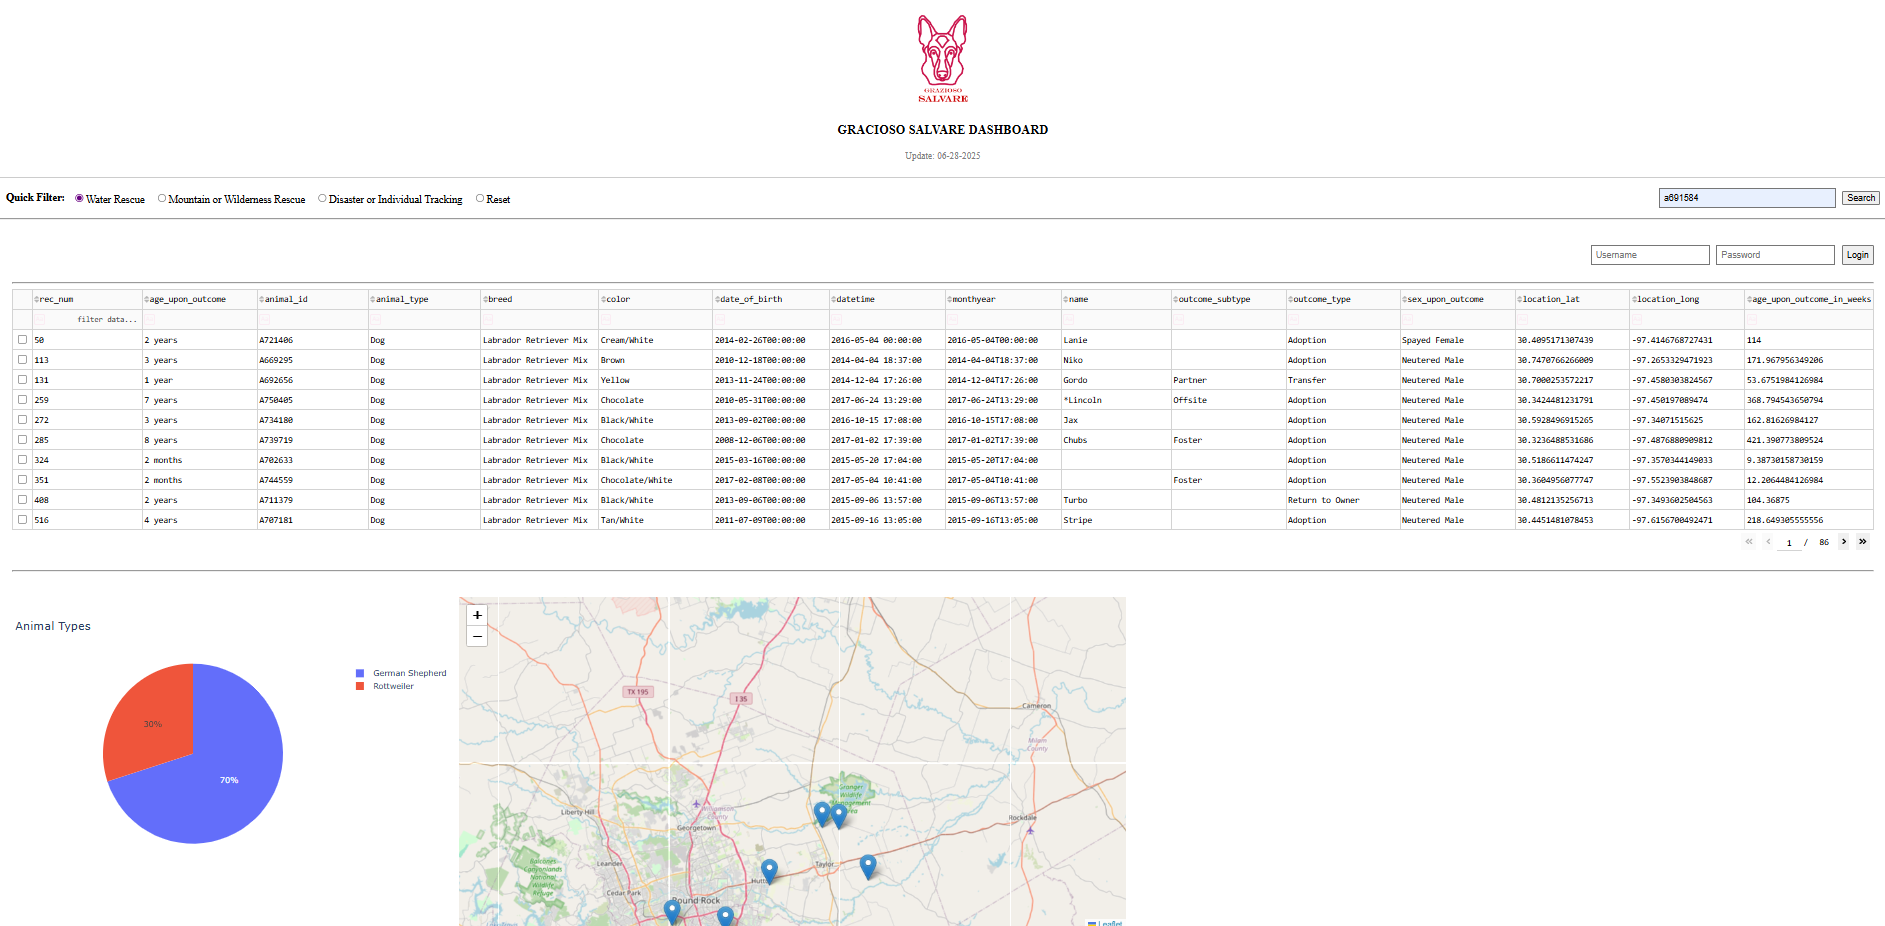 GRAZIOSO
SALVARE
GRACIOSO SALVARE DASHBOARD
Update: 06-28-2025
Quick Filter: Water Rescue Mountain or Wilderness Rescue Disaster or Individual Tracking Reset a691584 Search
Username Password Login
rec_num age_upon_outcome animal_id animal_type breed color date_of_birth datetime monthyear name outcome_subtype outcome_type sex_upon_outcome location_lat location_long age_upon_outcome_in_weeks
filter data...
50 2 years A721406 Dog Labrador Retriever Mix Cream/White 2014-02-26T00:00:00 2016-05-04 00:00:00 2016-05-04T00:00:00 Lanie Adoption Spayed Female 30.4095171307439 -97.4146768727431 114
113 3 years A669295 Dog Labrador Retriever Mix Brown 2010-12-18T00:00:00 2014-04-04 18:37:00 2014-04-04T18:37:00 Niko Adoption Neutered Male 30.7470766266009 -97.2653329471923 171.967956349206
131 1 year A692656 Dog Labrador Retriever Mix Yellow 2013-11-24T00:00:00 2014-12-04 17:26:00 2014-12-04T17:26:00 Gordo Partner Transfer Neutered Male 30.7000253572217 -97.4580303824567 53.6751984126984
259 7 years A750405 Dog Labrador Retriever Mix Chocolate 2010-05-31T00:00:00 2017-06-24 13:29:00 2017-06-24T13:29:00 *Lincoln Offsite Adoption Neutered Male 30.3424481231791 -97.450197089474 368.794543650794
272 3 years A734180 Dog Labrador Retriever Mix Black/White 2013-09-02T00:00:00 2016-10-15 17:08:00 2016-10-15T17:08:00 Jax Adoption Neutered Male 30.5928496915265 -97.34071515625 162.81626984127
285 8 years A739719 Dog Labrador Retriever Mix Chocolate 2008-12-06T00:00:00 2017-01-02 17:39:00 2017-01-02T17:39:00 Chubs Foster Adoption Neutered Male 30.3236488531686 -97.4876880909812 421.390773809524
324 2 months A702633 Dog Labrador Retriever Mix Black/White 2015-03-16T00:00:00 2015-05-20 17:04:00 2015-05-20T17:04:00 Adoption Neutered Male 30.5186611474247 -97.3570344149033 9.38730158730159
351 2 months A744559 Dog Labrador Retriever Mix Chocolate/White 2017-02-08T00:00:00 2017-05-04 10:41:00 2017-05-04T10:41:00 Foster Adoption Neutered Male 30.3604956077747 -97.5523903848687 12.2064484126984
408 2 years A711379 Dog Labrador Retriever Mix Black/White 2013-09-06T00:00:00 2015-09-06 13:57:00 2015-09-06T13:57:00 Turbo Return to Owner Neutered Male 30.4812135256713 -97.3493602504563 104.36875
516 4 years A707181 Dog Labrador Retriever Mix Tan/White 2011-07-09T00:00:00 2015-09-16 13:05:00 2015-09-16T13:05:00 Stripe Adoption Neutered Male 30.4451481078453 -97.6156700492471 218.649305555556
« ‹ 1 / 86 › »
Animal Types
German Shepherd
Rottweiler
30%
70%
+
−
TX 195
I 35
Cameron
Milam
County
Granger
Wildlife
Management
Area
Liberty Hill
Williamson
County
Georgetown
Rockdale
Leander
Taylor
Balcones
Canyonlands
National
Wildlife
Refuge
Hutto
Cedar Park
Round Rock
Leaflet